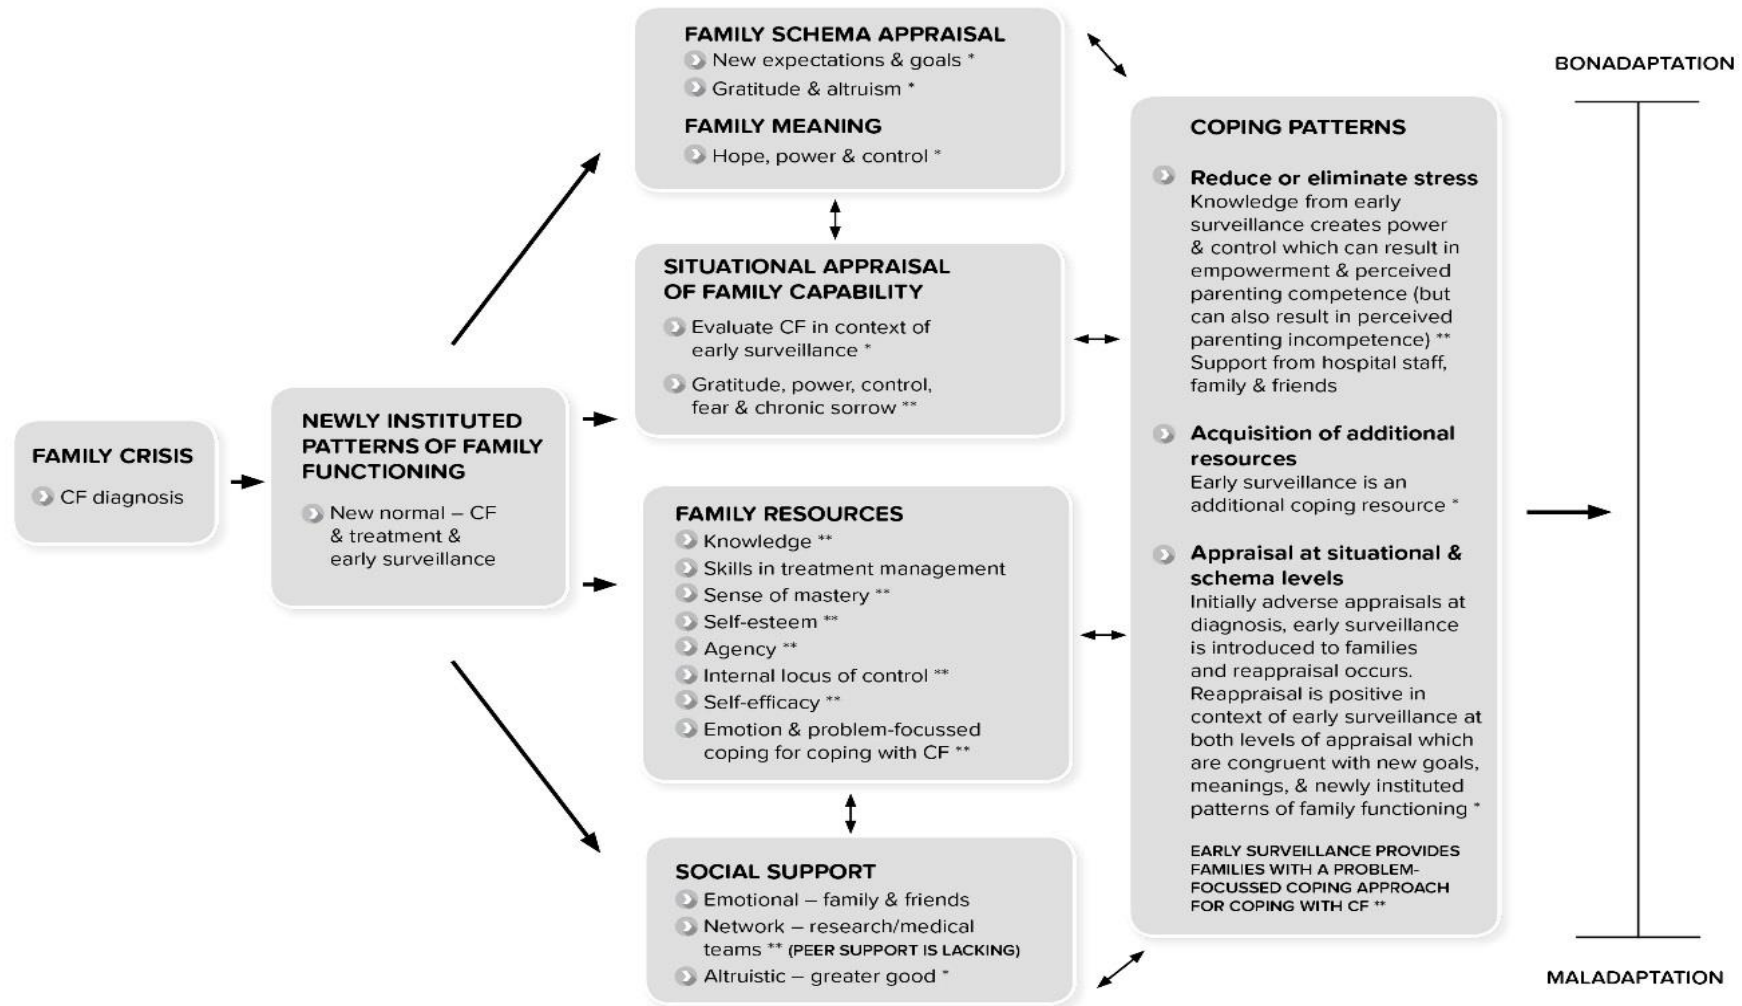 FAMILY CRISIS
CF diagnosis
NEWLY INSTITUTED
PATTERNS OF FAMILY
FUNCTIONING
New normal – CF
& treatment &
early surveillance
FAMILY SCHEMA APPRAISAL
New expectations & goals *
Gratitude & altruism *
FAMILY MEANING
Hope, power & control *
SITUATIONAL APPRAISAL
OF FAMILY CAPABILITY
Evaluate CF in context of
early surveillance *
Gratitude, power, control,
fear & chronic sorrow **
FAMILY RESOURCES
Knowledge **
Skills in treatment management
Sense of mastery **
Self-esteem **
Agency **
Internal locus of control **
Self-efficacy **
Emotion & problem-focussed
coping for coping with CF **
SOCIAL SUPPORT
Emotional – family & friends
Network – research/medical
teams ** (PEER SUPPORT IS LACKING)
Altruistic – greater good *
COPING PATTERNS
Reduce or eliminate stress
Knowledge from early
surveillance creates power
& control which can result in
empowerment & perceived
parenting competence (but
can also result in perceived
parenting incompetence) **
Support from hospital staff,
family & friends
Acquisition of additional
resources
Early surveillance is an
additional coping resource *
Appraisal at situational &
schema levels
Initially adverse appraisals at
diagnosis, early surveillance
is introduced to families
and reappraisal occurs.
Reappraisal is positive in
context of early surveillance at
both levels of appraisal which
are congruent with new goals,
meanings, & newly instituted
patterns of family functioning *
EARLY SURVEILLANCE PROVIDES
FAMILIES WITH A PROBLEM-
FOCUSSED COPING APPROACH
FOR COPING WITH CF **
BONADAPTATION
MALADAPTATION